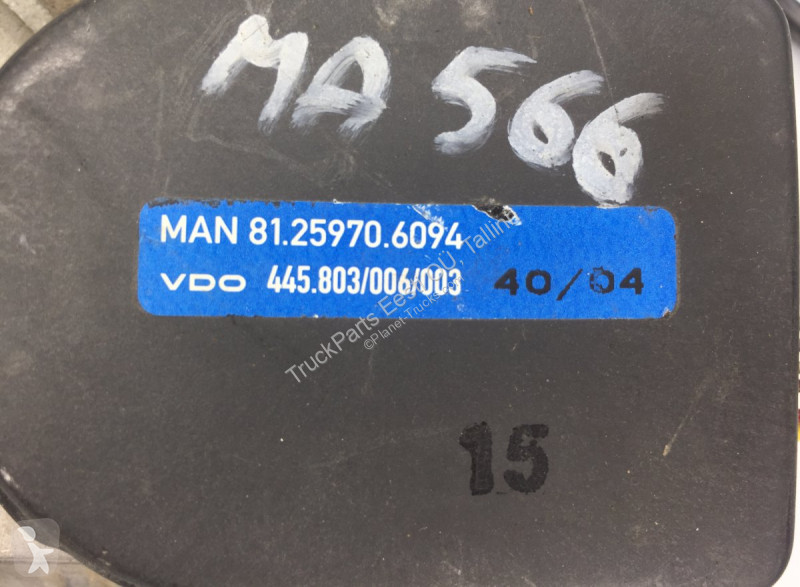 MA 566
MAN 81.25970.6094
VDO 445.803/006/003 40/04
TruckParts Eesti OÜ, Tallinn
©Planet-Trucks
15